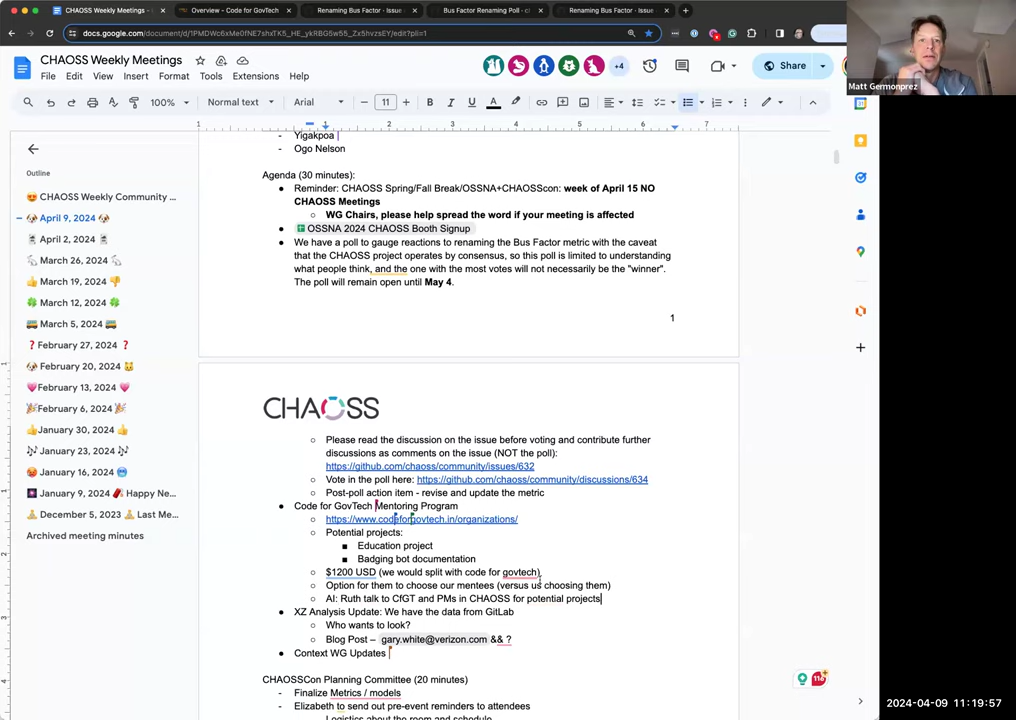 CHAOSS Weekly Meetings -
Overview - Code for GovTech
Renaming Bus Factor · Issue
Bus Factor Renaming Poll · c
Renaming Bus Factor · Issue
CHAOSS Weekly Meetings
File Edit View Insert Format Tools Extensions Help
+4
Share
100% Normal text Arial 11
Matt Germonprez
Outline
CHAOSS Weekly Community ...
April 9, 2024
April 2, 2024
March 26, 2024
March 19, 2024
March 12, 2024
March 5, 2024
February 27, 2024
February 20, 2024
February 13, 2024
February 6, 2024
January 30, 2024
January 23, 2024
January 16, 2024
January 9, 2024 Happy Ne...
December 5, 2023 Last Me...
Archived meeting minutes
- Yigakpoa
- Ogo Nelson
Agenda (30 minutes):
● Reminder: CHAOSS Spring/Fall Break/OSSNA+CHAOSScon: week of April 15 NO
CHAOSS Meetings
○ WG Chairs, please help spread the word if your meeting is affected
● OSSNA 2024 CHAOSS Booth Signup
● We have a poll to gauge reactions to renaming the Bus Factor metric with the caveat
that the CHAOSS project operates by consensus, so this poll is limited to understanding
what people think, and the one with the most votes will not necessarily be the "winner".
The poll will remain open until May 4.
1
CHAOSS
○ Please read the discussion on the issue before voting and contribute further
discussions as comments on the issue (NOT the poll):
https://github.com/chaoss/community/issues/632
○ Vote in the poll here: https://github.com/chaoss/community/discussions/634
○ Post-poll action item - revise and update the metric
● Code for GovTech Mentoring Program
○ https://www.codeforgovtech.in/organizations/
○ Potential projects:
■ Education project
■ Badging bot documentation
○ $1200 USD (we would split with code for govtech)
○ Option for them to choose our mentees (versus us choosing them)
○ AI: Ruth talk to CfGT and PMs in CHAOSS for potential projects
● XZ Analysis Update: We have the data from GitLab
○ Who wants to look?
○ Blog Post – gary.white@verizon.com && ?
● Context WG Updates
CHAOSSCon Planning Committee (20 minutes)
- Finalize Metrics / models
- Elizabeth to send out pre-event reminders to attendees
- Logistics about the room and schedule
2024-04-09 11:19:57